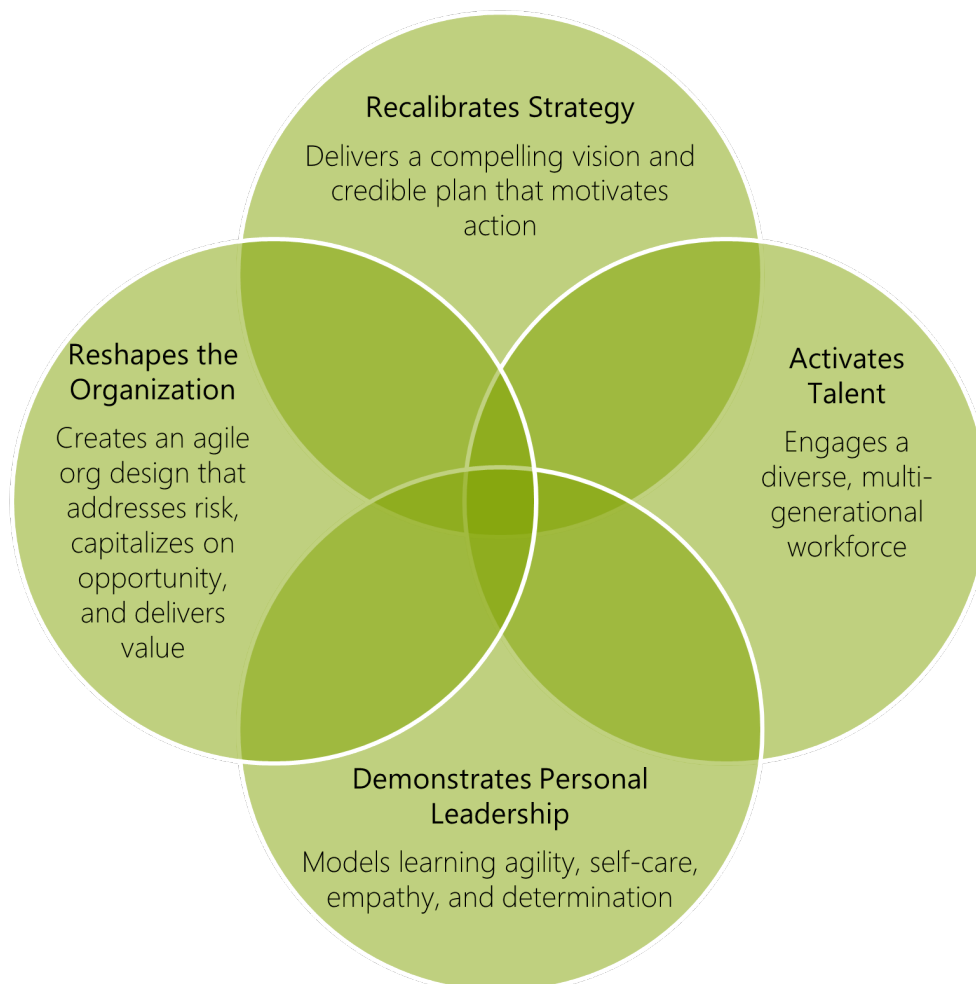 Recalibrates Strategy
Delivers a compelling vision and
credible plan that motivates
action
Reshapes the
Organization
Creates an agile
org design that
addresses risk,
capitalizes on
opportunity,
and delivers
value
Activates
Talent
Engages a
diverse, multi-
generational
workforce
Demonstrates Personal
Leadership
Models learning agility, self-care,
empathy, and determination